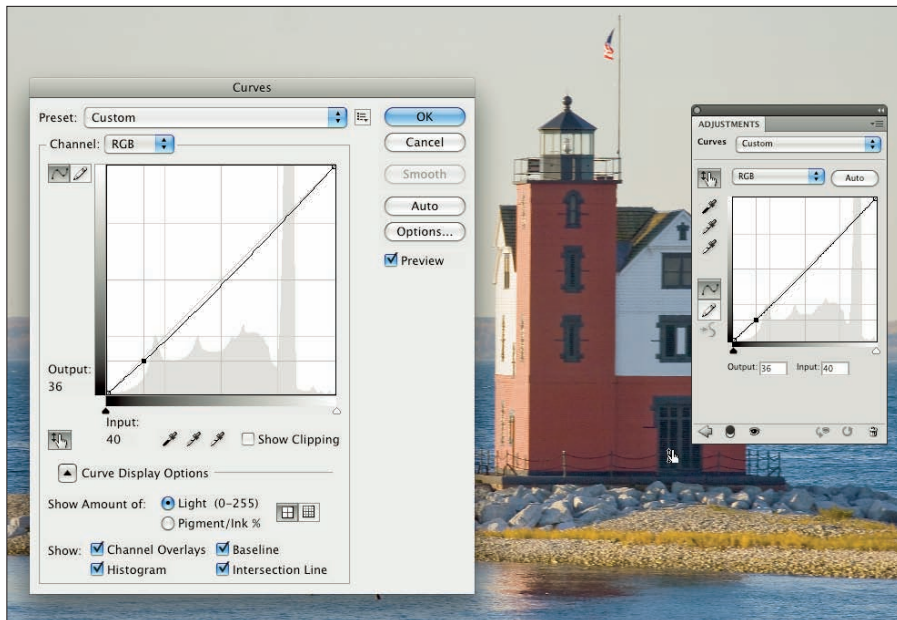 Curves
Preset: Custom
Channel: RGB
OK
Cancel
Smooth
Auto
Options...
Preview
Output:
36
Input:
40
Show Clipping
Curve Display Options
Show Amount of: Light (0-255)
Pigment/Ink %
Show: Channel Overlays Baseline
Histogram Intersection Line
ADJUSTMENTS
Curves Custom
RGB Auto
Output: 36 Input: 40